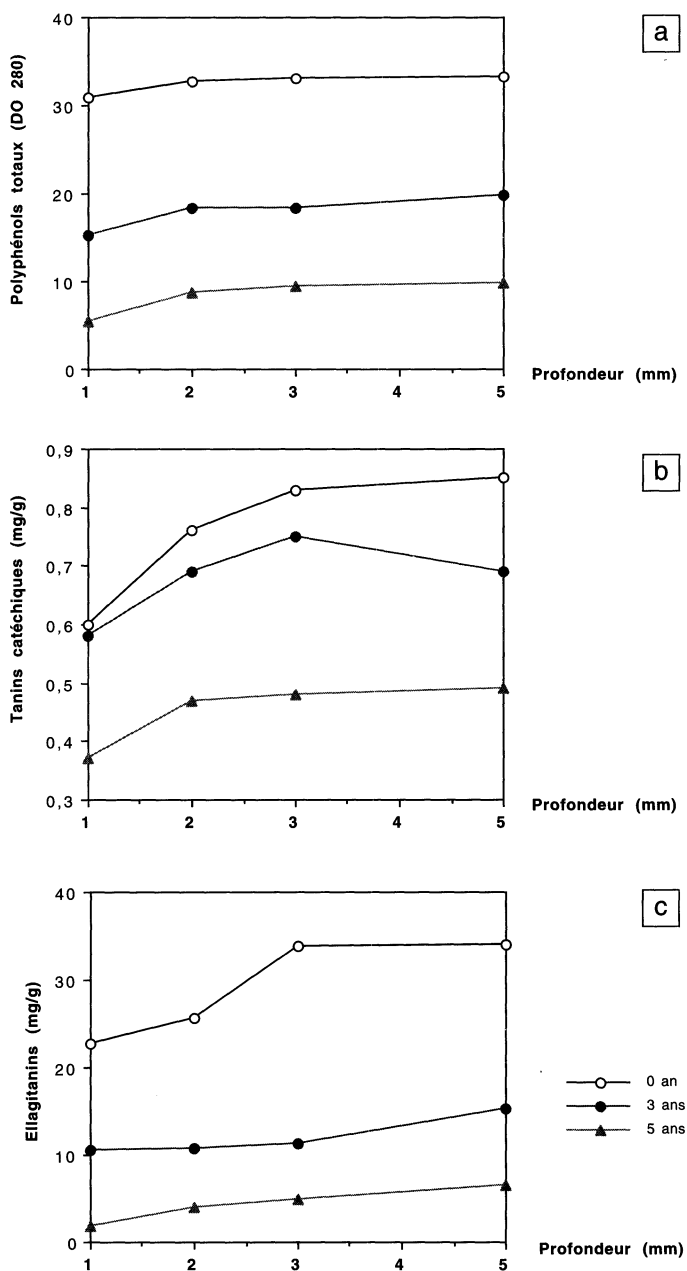 a
40
30
20
10
0
Polyphénols totaux (DO 280)
1 2 3 4 5
Profondeur (mm)
b
0,9
0,8
0,7
0,6
0,5
0,4
0,3
Tanins catéchiques (mg/g)
1 2 3 4 5
Profondeur (mm)
c
40
30
20
10
0
Ellagitanins (mg/g)
0 an
3 ans
5 ans
1 2 3 4 5
Profondeur (mm)